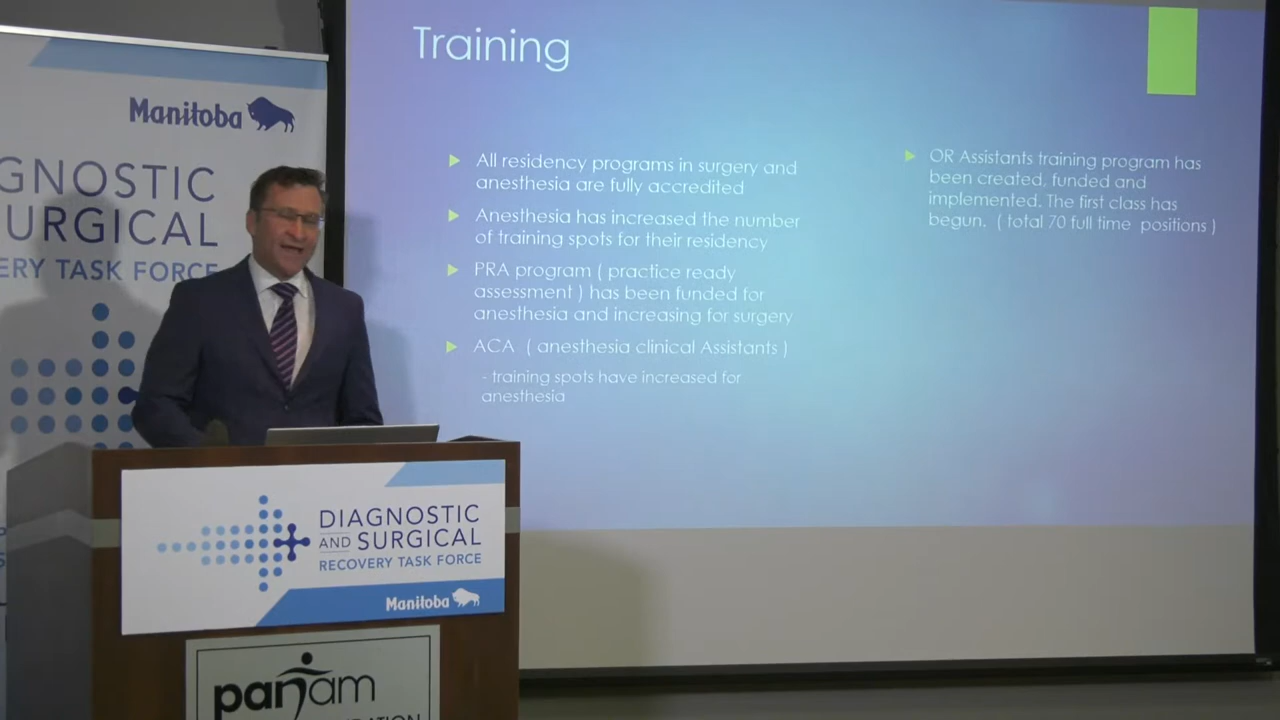 Manitoba
GNOSTIC
URGICAL
ERY TASK FORCE
Training
All residency programs in surgery and
anesthesia are fully accredited
Anesthesia has increased the number
of training spots for their residency
PRA program ( practice ready
assessment ) has been funded for
anesthesia and increasing for surgery
ACA ( anesthesia clinical Assistants )
- training spots have increased for
anesthesia
OR Assistants training program has
been created, funded and
implemented. The first class has
begun. ( total 70 full time positions )
DIAGNOSTIC
AND SURGICAL
RECOVERY TASK FORCE
Manitoba
panam